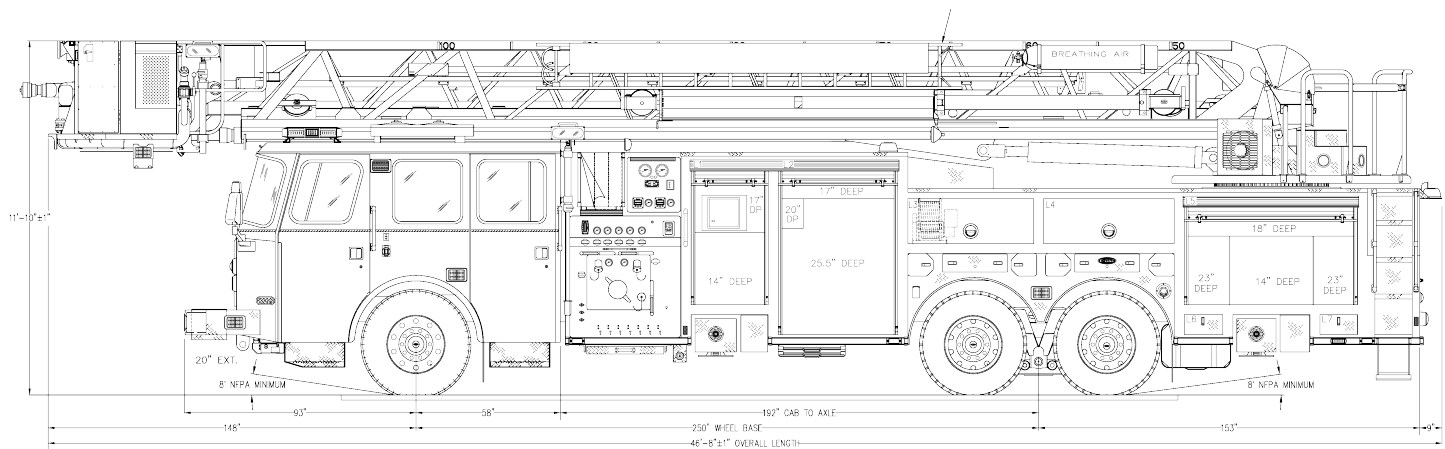 100
50
BREATHING AIR
11'-10"±1"
17" DEEP
17"
DP
20"
DP
25.5" DEEP
14" DEEP
L3
L4
L5
18" DEEP
23"
DEEP
14" DEEP
23"
DEEP
L6
L7
20" EXT.
8° NFPA MINIMUM
8° NFPA MINIMUM
93"
58"
192" CAB TO AXLE
148"
250" WHEEL BASE
153"
9"
46'-8"±1" OVERALL LENGTH